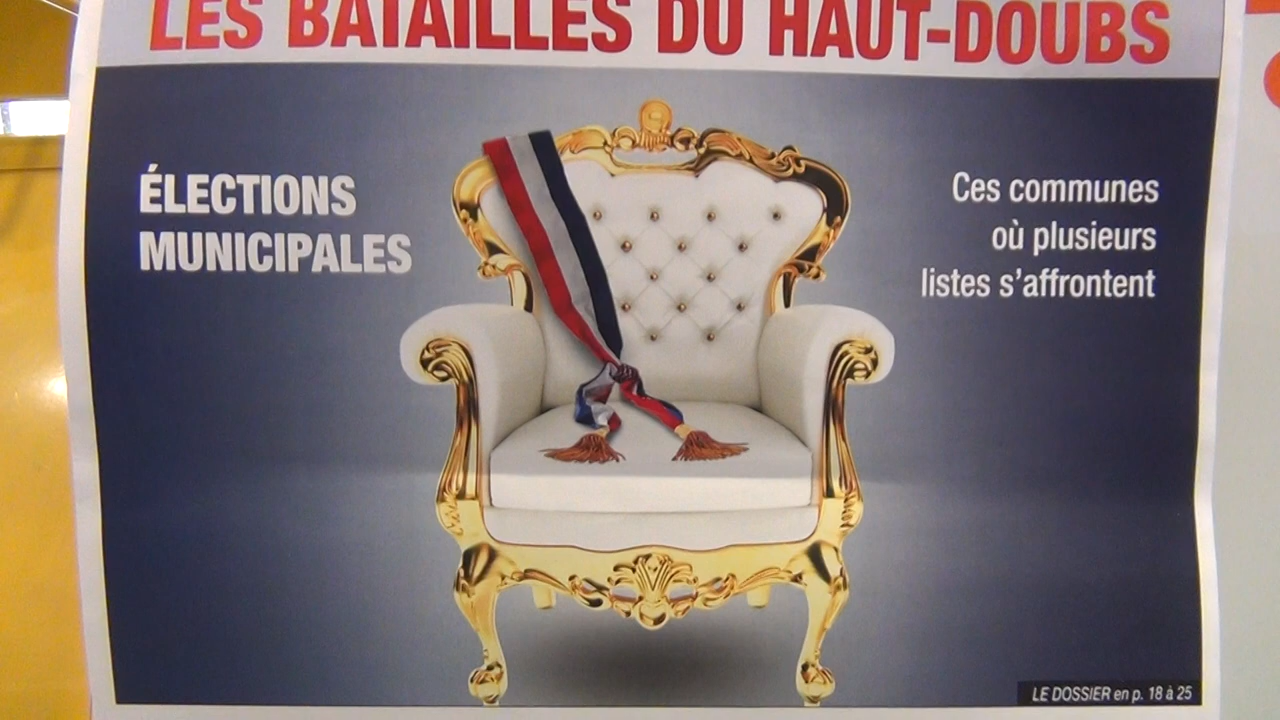 LES BATAILLES DU HAUT-DOUBS
ÉLECTIONS
MUNICIPALES
Ces communes
où plusieurs
listes s'affrontent
LE DOSSIER en p. 18 à 25